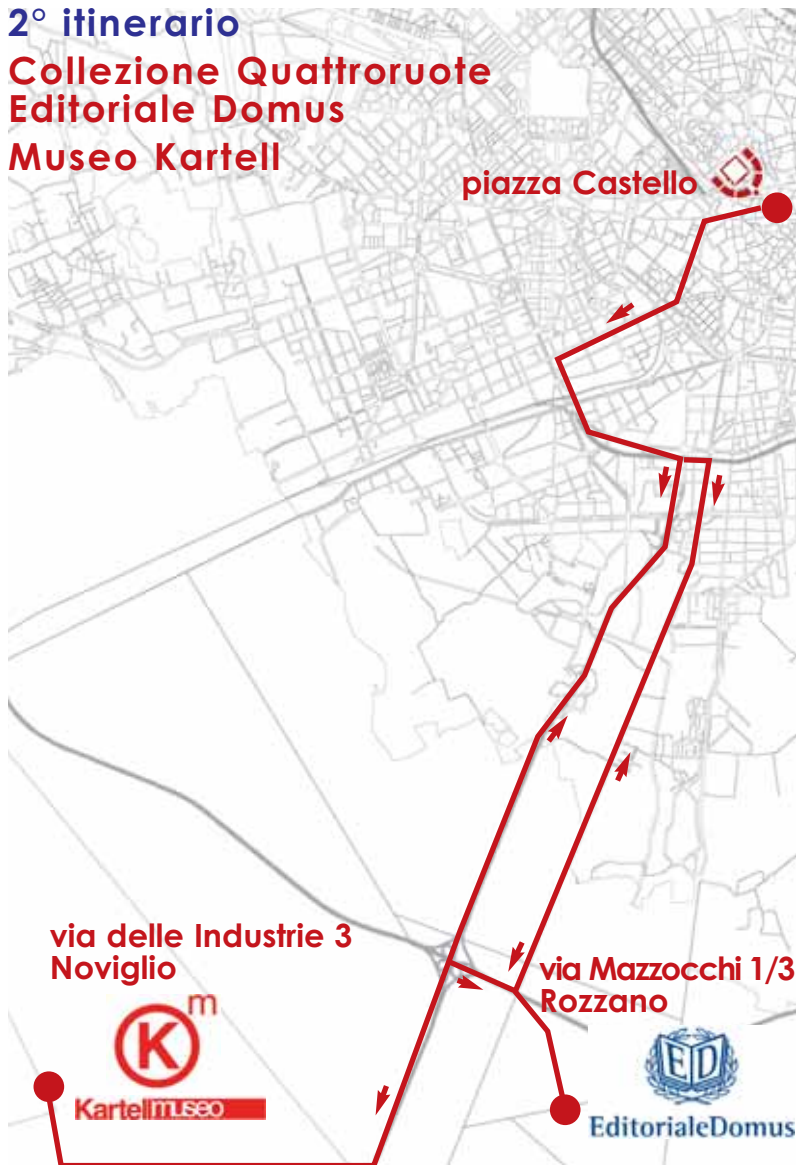 2° itinerario
Collezione Quattroruote
Editoriale Domus
Museo Kartell
piazza Castello
via delle Industrie 3
Noviglio
via Mazzocchi 1/3
Rozzano
K m
Kartellmuseo
ED
EditorialeDomus